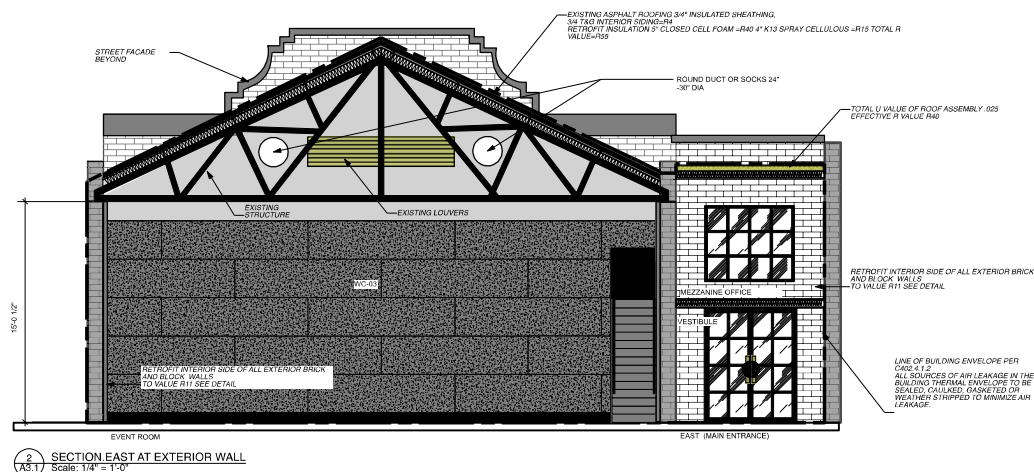 EXISTING ASPHALT ROOFING 3/4" INSULATED SHEATHING,
3/4 T&G INTERIOR SIDING=R4
RETROFIT INSULATION 5" CLOSED CELL FOAM =R40 4" K13 SPRAY CELLULOUS =R15 TOTAL R
VALUE=R55
STREET FACADE
BEYOND
ROUND DUCT OR SOCKS 24"
-30" DIA
TOTAL U VALUE OF ROOF ASSEMBLY .025
EFFECTIVE R VALUE R40
EXISTING
STRUCTURE
EXISTING LOUVERS
15'-0 1/2"
WC-03
RETROFIT INTERIOR SIDE OF ALL EXTERIOR BRICK
AND BLOCK WALLS
TO VALUE R11 SEE DETAIL
MEZZANINE OFFICE
VESTIBULE
RETROFIT INTERIOR SIDE OF ALL EXTERIOR BRICK
AND BLOCK WALLS
TO VALUE R11 SEE DETAIL
LINE OF BUILDING ENVELOPE PER
C402.4.1.2
ALL SOURCES OF AIR LEAKAGE IN THE
BUILDING THERMAL ENVELOPE TO BE
SEALED, CAULKED, GASKETED OR
WEATHER STRIPPED TO MINIMIZE AIR
LEAKAGE.
EVENT ROOM
EAST (MAIN ENTRANCE)
2
A3.1
SECTION.EAST AT EXTERIOR WALL
Scale: 1/4" = 1'-0"